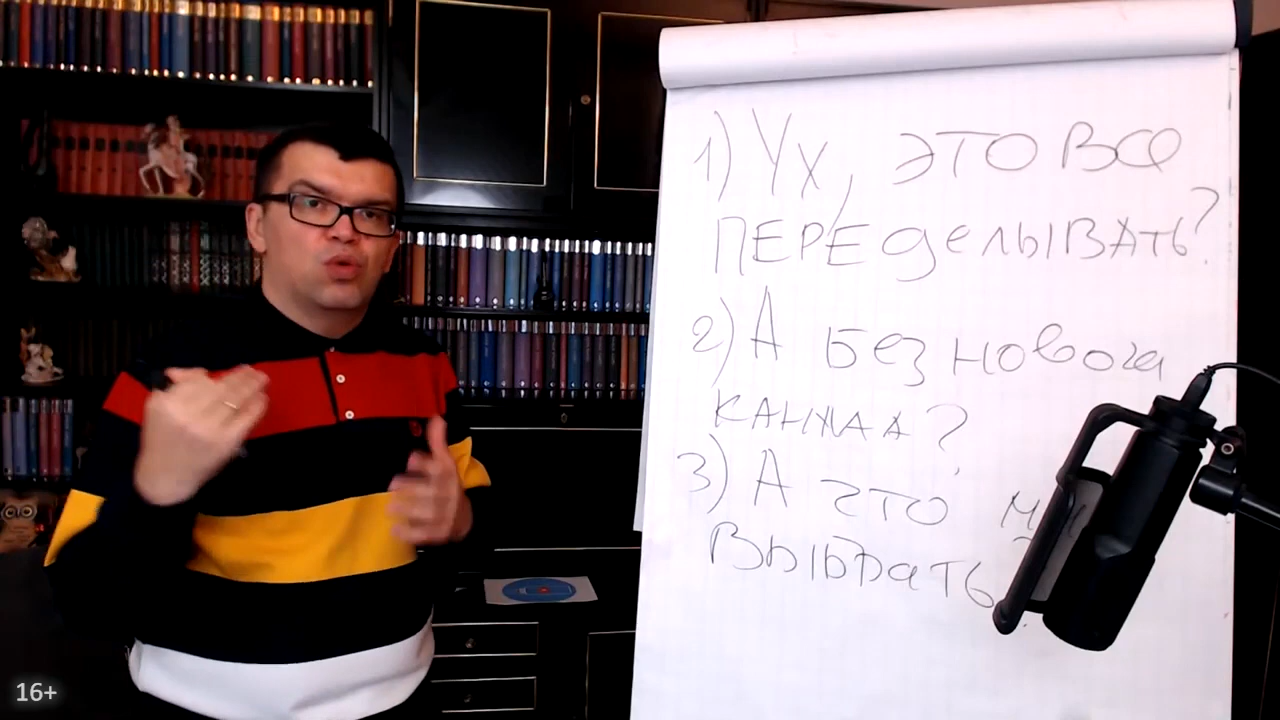 1) Ух, это все
ПЕРЕделывать?
2) А без нового
канала?
3) А что
выбрать
16+